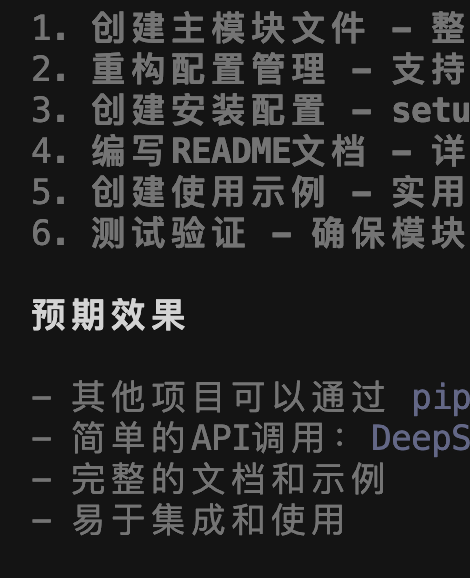 1. 创建主模块文件 - 整
2. 重构配置管理 - 支持
3. 创建安装配置 - setu
4. 编写README文档 - 详
5. 创建使用示例 - 实用
6. 测试验证 - 确保模块
预期效果
- 其他项目可以通过 pip
- 简单的API调用: DeepS
- 完整的文档和示例
- 易于集成和使用